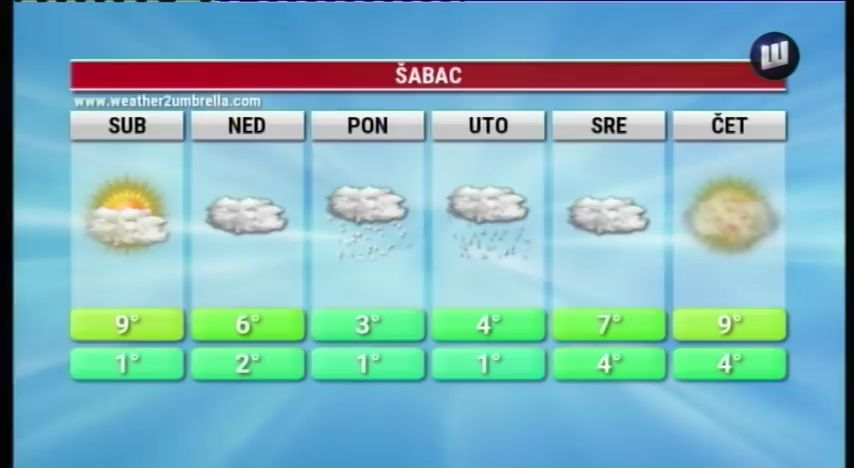 ŠABAC
www.weather2umbrella.com
SUB NED PON UTO SRE ČET
9° 6° 3° 4° 7° 9°
1° 2° 1° 1° 4° 4°